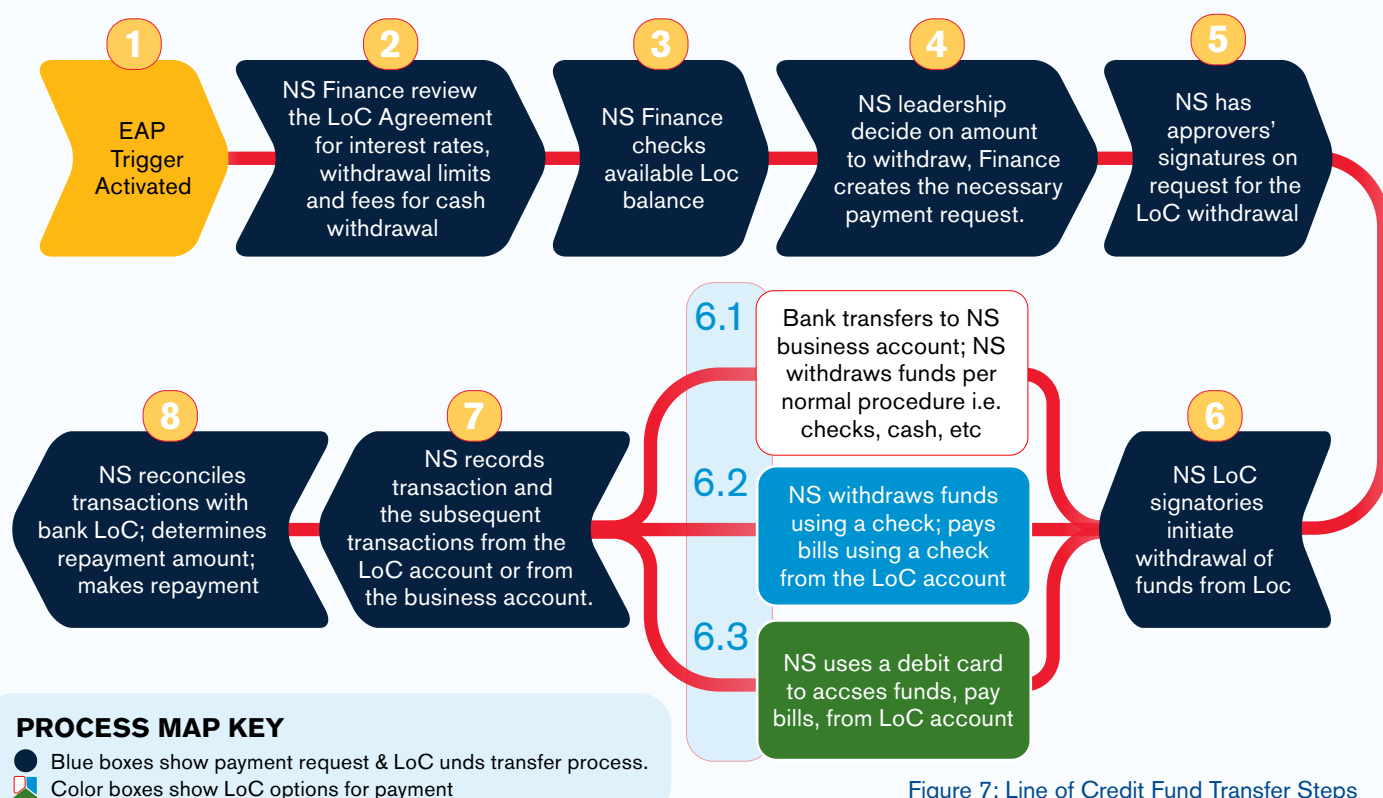 1
EAP
Trigger
Activated
2
NS Finance review
the LoC Agreement
for interest rates,
withdrawal limits
and fees for cash
withdrawal
3
NS Finance
checks
available Loc
balance
4
NS leadership
decide on amount
to withdraw, Finance
creates the necessary
payment request.
5
NS has
approvers'
signatures on
request for the
LoC withdrawal
6
NS LoC
signatories
initiate
withdrawal of
funds from Loc
6.1
Bank transfers to NS
business account; NS
withdraws funds per
normal procedure i.e.
checks, cash, etc
6.2
NS withdraws funds
using a check; pays
bills using a check
from the LoC account
6.3
NS uses a debit card
to accses funds, pay
bills, from LoC account
7
NS records
transaction and
the subsequent
transactions from the
LoC account or from
the business account.
8
NS reconciles
transactions with
bank LoC; determines
repayment amount;
makes repayment
PROCESS MAP KEY
Blue boxes show payment request & LoC unds transfer process.
Color boxes show LoC options for payment
Figure 7: Line of Credit Fund Transfer Steps